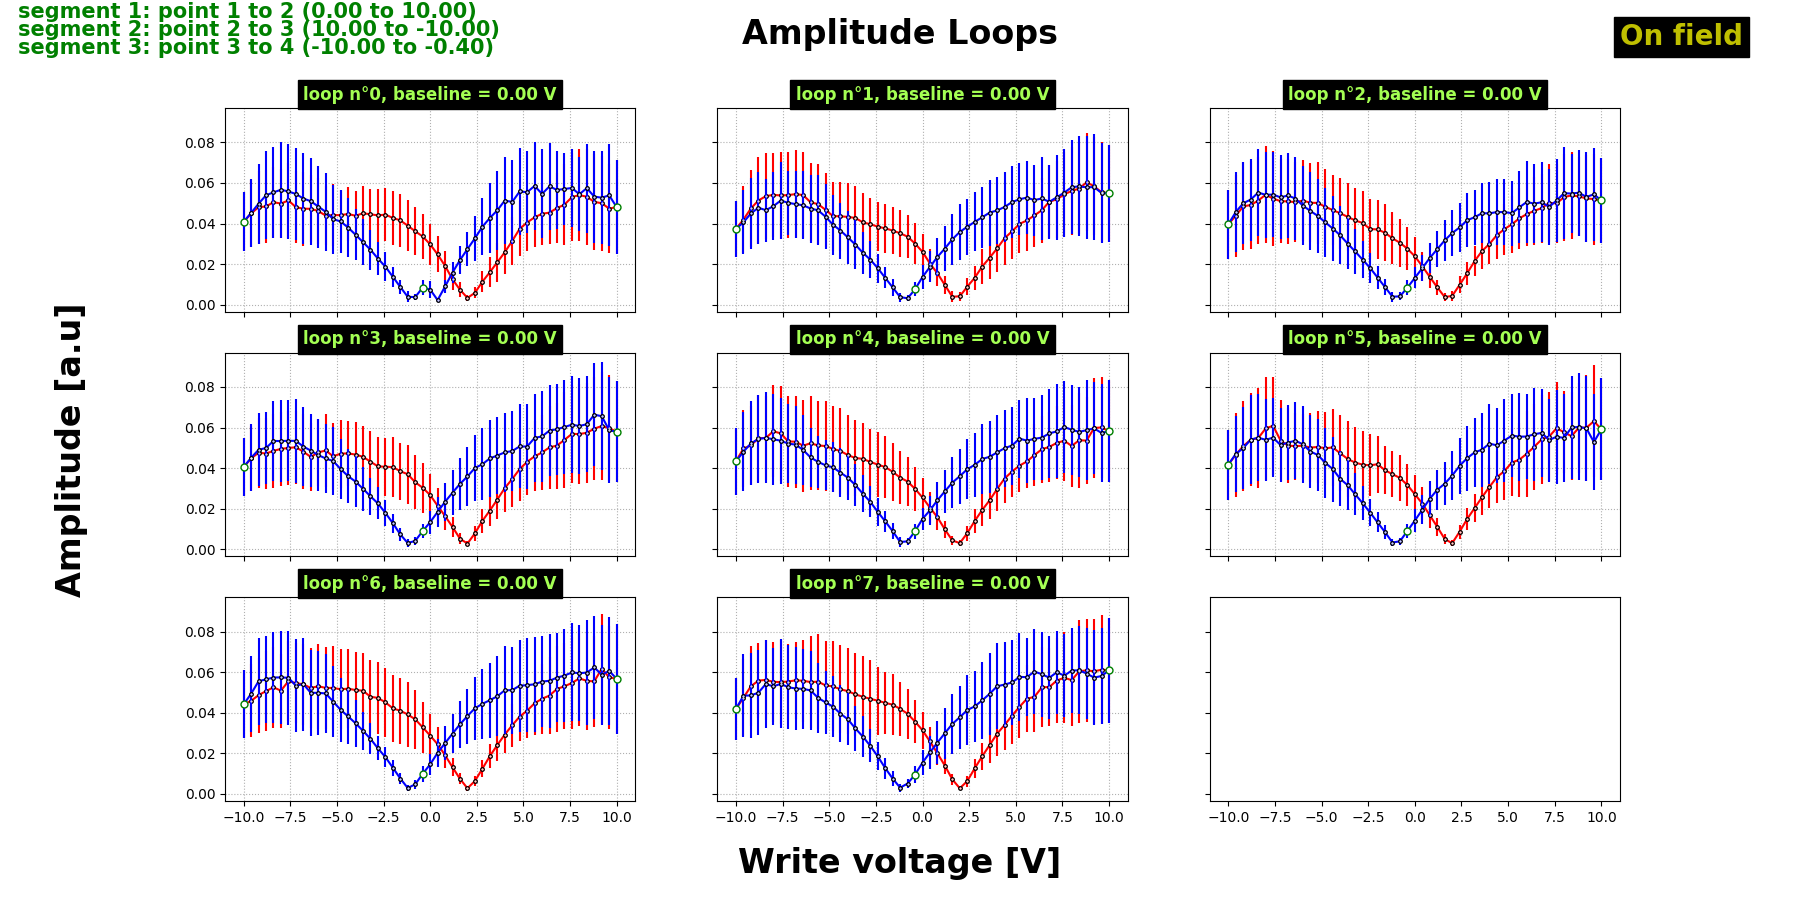 segment 1: point 1 to 2 (0.00 to 10.00)
segment 2: point 2 to 3 (10.00 to -10.00)
segment 3: point 3 to 4 (-10.00 to -0.40)
Amplitude Loops
On field
loop n°0, baseline = 0.00 V
loop n°1, baseline = 0.00 V
loop n°2, baseline = 0.00 V
0.08
0.06
0.04
0.02
0.00
loop n°3, baseline = 0.00 V
loop n°4, baseline = 0.00 V
loop n°5, baseline = 0.00 V
0.08
0.06
0.04
0.02
0.00
loop n°6, baseline = 0.00 V
loop n°7, baseline = 0.00 V
0.08
0.06
0.04
0.02
0.00
−10.0 −7.5 −5.0 −2.5 0.0 2.5 5.0 7.5 10.0
−10.0 −7.5 −5.0 −2.5 0.0 2.5 5.0 7.5 10.0
−10.0 −7.5 −5.0 −2.5 0.0 2.5 5.0 7.5 10.0
Amplitude [a.u]
Write voltage [V]